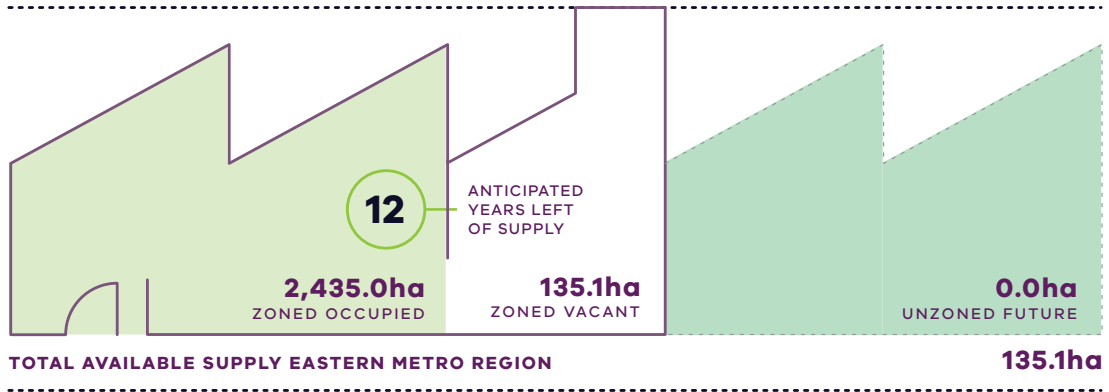 12
ANTICIPATED
YEARS LEFT
OF SUPPLY
2,435.0ha
ZONED OCCUPIED
135.1ha
ZONED VACANT
0.0ha
UNZONED FUTURE
TOTAL AVAILABLE SUPPLY EASTERN METRO REGION
135.1ha